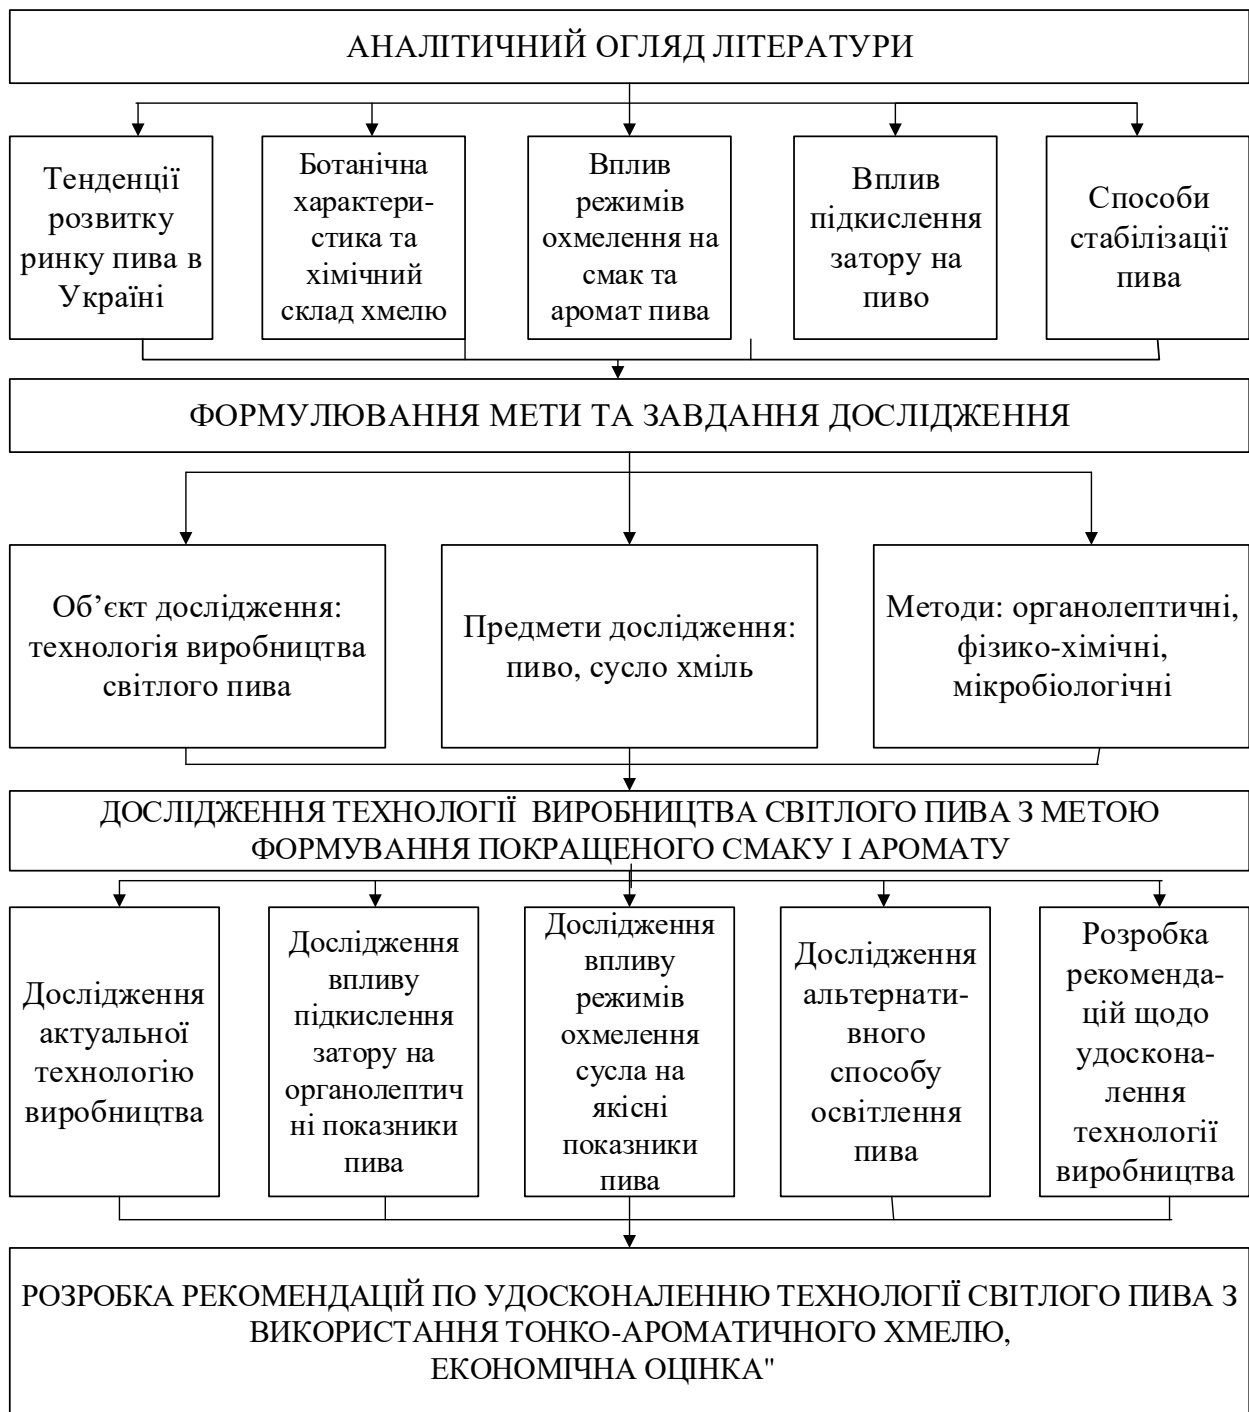 АНАЛІТИЧНИЙ ОГЛЯД ЛІТЕРАТУРИ
Тенденції
розвитку
ринку пива в
Україні
Ботанічна
характери-
стика та
хімічний
склад хмелю
Вплив
режимів
охмелення на
смак та
аромат пива
Вплив
підкислення
затору на
пиво
Способи
стабілізації
пива
ФОРМУЛЮВАННЯ МЕТИ ТА ЗАВДАННЯ ДОСЛІДЖЕННЯ
Об’єкт дослідження:
технологія виробництва
світлого пива
Предмети дослідження:
пиво, сусло хміль
Методи: органолептичні,
фізико-хімічні,
мікробіологічні
ДОСЛІДЖЕННЯ ТЕХНОЛОГІЇ ВИРОБНИЦТВА СВІТЛОГО ПИВА З МЕТОЮ
ФОРМУВАННЯ ПОКРАЩЕНОГО СМАКУ І АРОМАТУ
Дослідження
актуальної
технологію
виробництва
Дослідження
впливу
підкислення
затору на
органолептич
ні показники
пива
Дослідження
впливу
режимів
охмелення
сусла на
якісні
показники
пива
Дослідження
альтернати-
вного
способу
освітлення
пива
Розробка
рекоменда-
цій щодо
удоскона-
лення
технології
виробництва
РОЗРОБКА РЕКОМЕНДАЦІЙ ПО УДОСКОНАЛЕННЮ ТЕХНОЛОГІЇ СВІТЛОГО ПИВА З
ВИКОРИСТАННЯ ТОНКО-АРОМАТИЧНОГО ХМЕЛЮ,
ЕКОНОМІЧНА ОЦІНКА"